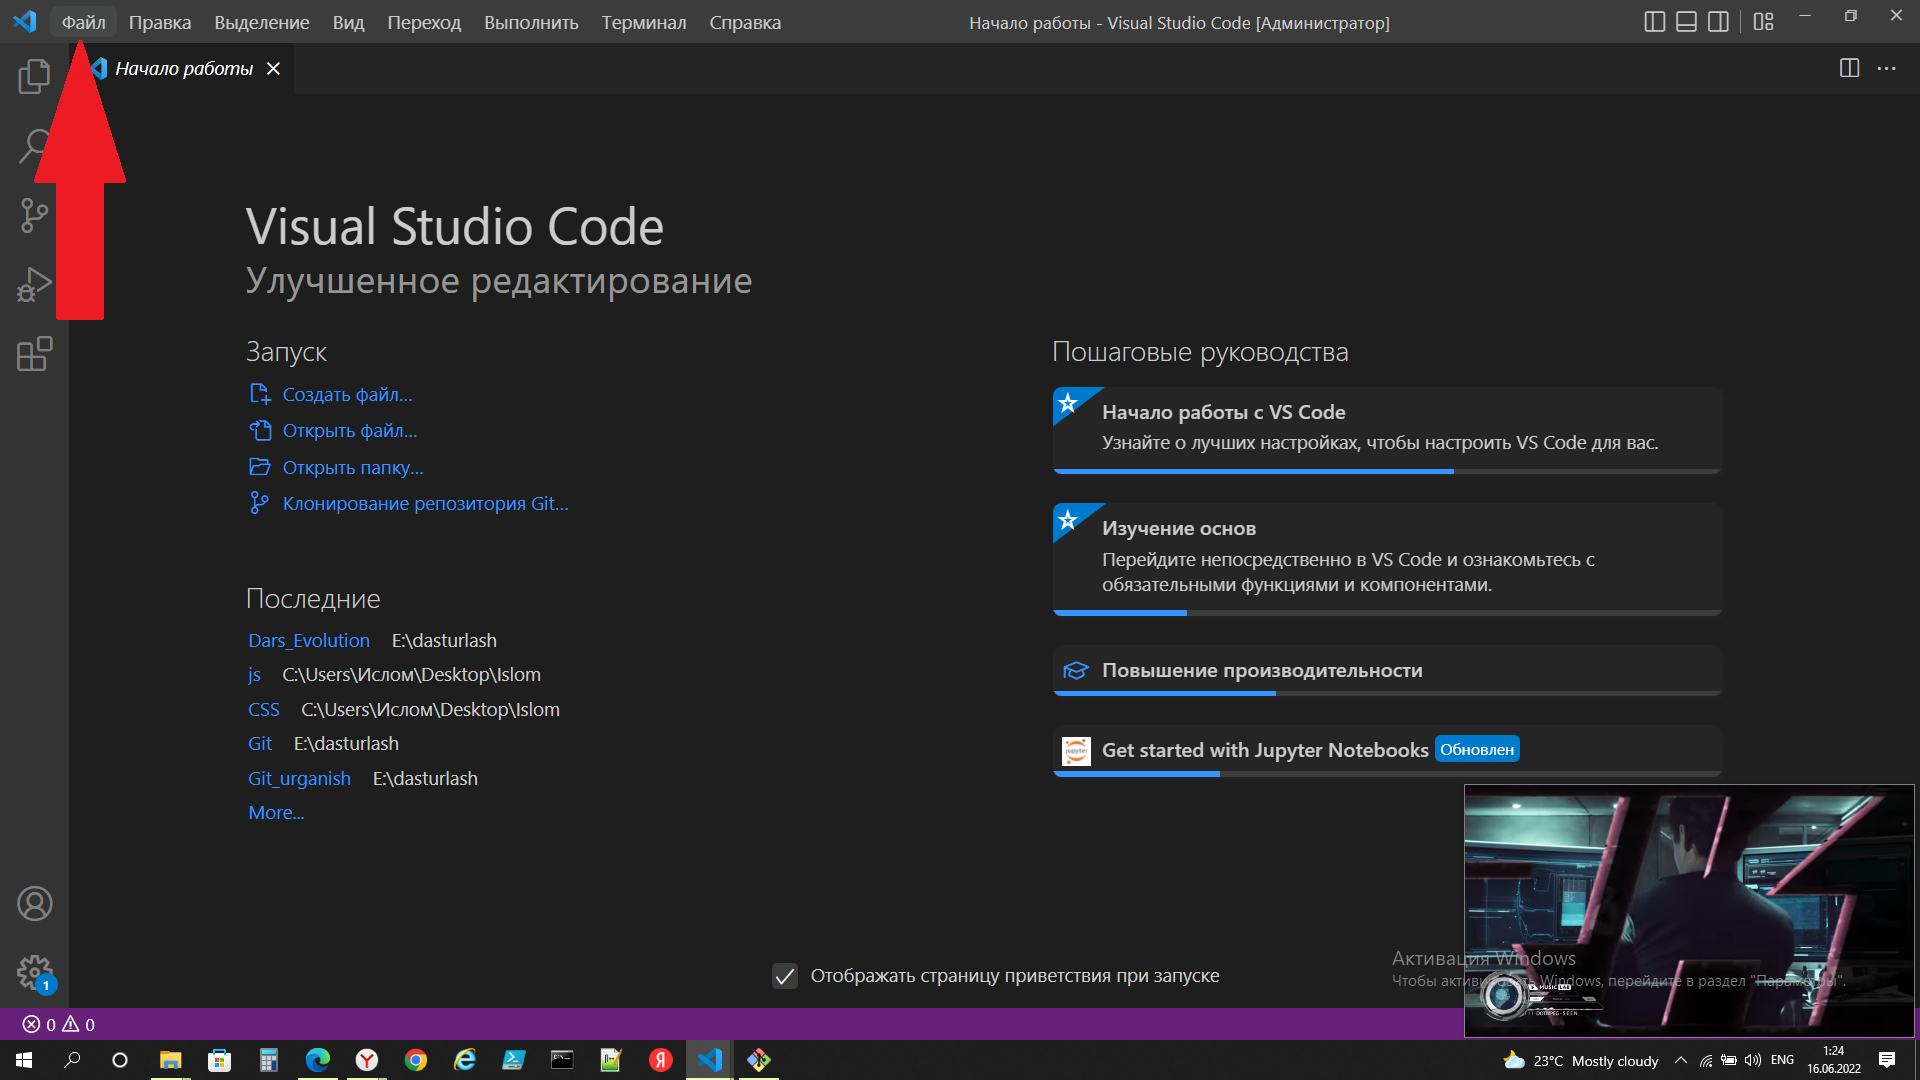 Файл Правка Выделение Вид Переход Выполнить Терминал Справка
Начало работы - Visual Studio Code [Администратор]
Начало работы
Visual Studio Code
Улучшенное редактирование
Запуск
Создать файл...
Открыть файл...
Открыть папку...
Клонирование репозитория Git...
Последние
Dars_Evolution E:\dasturlash
js C:\Users\Ислом\Desktop\Islom
CSS C:\Users\Ислом\Desktop\Islom
Git E:\dasturlash
Git_urganish E:\dasturlash
More...
Пошаговые руководства
Начало работы с VS Code
Узнайте о лучших настройках, чтобы настроить VS Code для вас.
Изучение основ
Перейдите непосредственно в VS Code и ознакомьтесь с
обязательными функциями и компонентами.
Повышение производительности
jupyter
Get started with Jupyter Notebooks Обновлен
Отображать страницу приветствия при запуске
Активация Windows
Чтобы активировать Windows, перейдите в раздел "Параметры".
1
0 0
23°C Mostly cloudy
ENG
1:24
16.06.2022